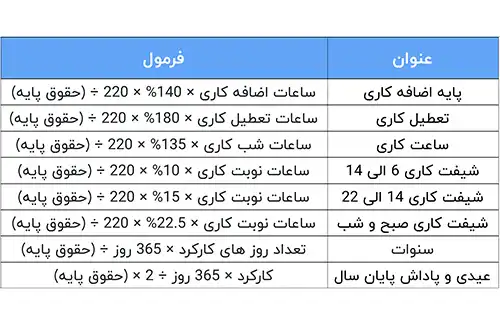 عنوان فرمول
پایه اضافه کاری ساعات اضافه کاری × 140% × 220 ÷ (حقوق پایه)
تعطیل کاری ساعات تعطیل کاری × 180% × 220 ÷ (حقوق پایه)
ساعت کاری ساعات شب کاری × 135% × 220 ÷ (حقوق پایه)
شیفت کاری 6 الی 14 ساعات نوبت کاری × 10% × 220 ÷ (حقوق پایه)
شیفت کاری 14 الی 22 ساعات نوبت کاری × 15% × 220 ÷ (حقوق پایه)
شیفت کاری صبح و شب ساعات نوبت کاری × 22.5% × 220 ÷ (حقوق پایه)
سنوات تعداد روز های کارکرد × 365 روز ÷ (حقوق پایه)
عیدی و پاداش پایان سال کارکرد × 365 روز ÷ 2 × (حقوق پایه)